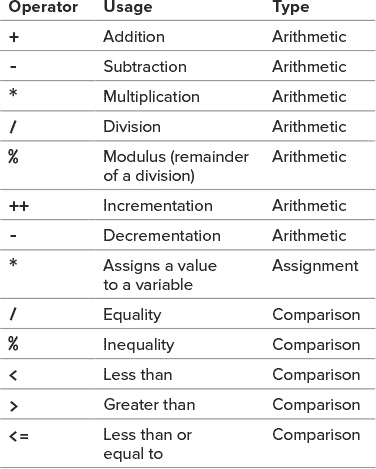 Operator Usage Type
+ Addition Arithmetic
- Subtraction Arithmetic
* Multiplication Arithmetic
/ Division Arithmetic
% Modulus (remainder Arithmetic
of a division)
++ Incrementation Arithmetic
- Decrementation Arithmetic
* Assigns a value Assignment
to a variable
/ Equality Comparison
% Inequality Comparison
< Less than Comparison
> Greater than Comparison
<= Less than or Comparison
equal to